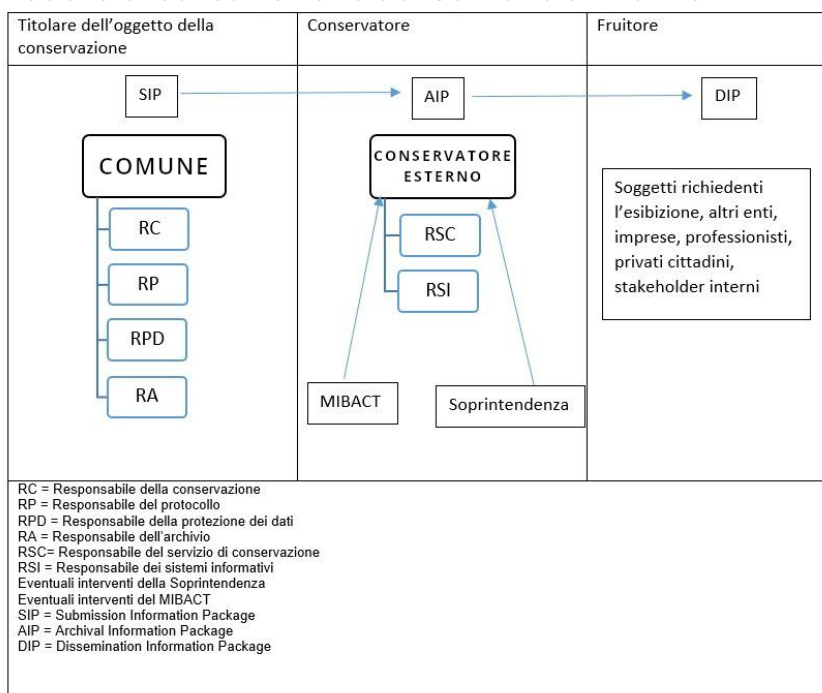 Titolare dell'oggetto della
conservazione
Conservatore
Fruitore
SIP
AIP
DIP
COMUNE
RC
RP
RPD
RA
CONSERVATORE
ESTERNO
RSC
RSI
MIBACT
Soprintendenza
Soggetti richiedenti
l'esibizione, altri enti,
imprese, professionisti,
privati cittadini,
stakeholder interni
RC = Responsabile della conservazione
RP = Responsabile del protocollo
RPD = Responsabile della protezione dei dati
RA = Responsabile dell'archivio
RSC= Responsabile del servizio di conservazione
RSI = Responsabile dei sistemi informativi
Eventuali interventi della Soprintendenza
Eventuali interventi del MIBACT
SIP = Submission Information Package
AIP = Archival Information Package
DIP = Dissemination Information Package